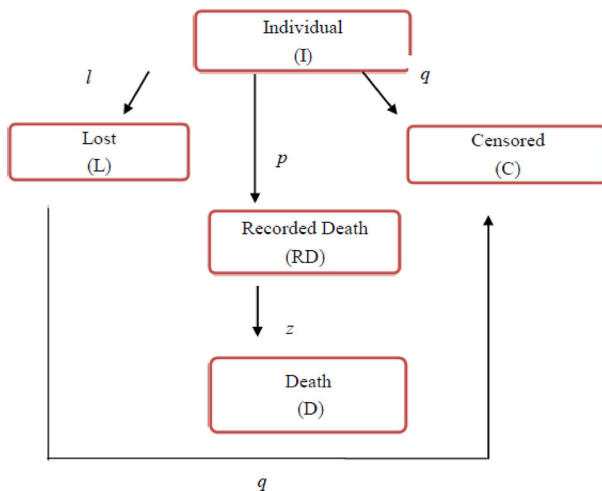 Individual
(I)
l
q
Lost
(L)
Censored
(C)
p
Recorded Death
(RD)
z
Death
(D)
q